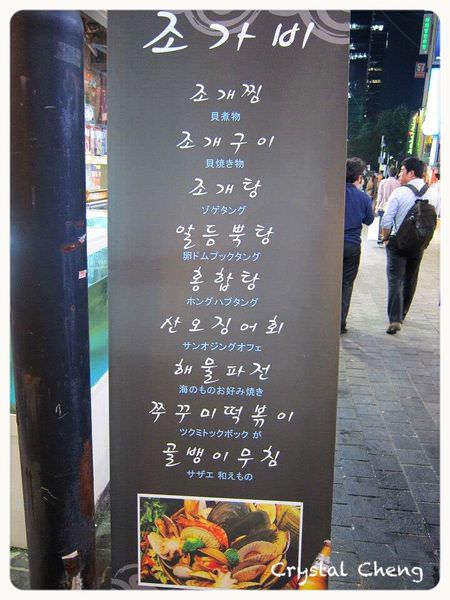 조가비
조개찜
貝煮物
조개구이
貝焼き物
조개탕
ゾゲタング
알듬뿍탕
卵ドムブックタング
홍합탕
ホングハブタング
산오징어회
サンオジングオフェ
해물파전
海のものお好み焼き
쭈꾸미떡볶이
ツクミトックポック が
골뱅이무침
サザエ 和えもの
Crystal Cheng